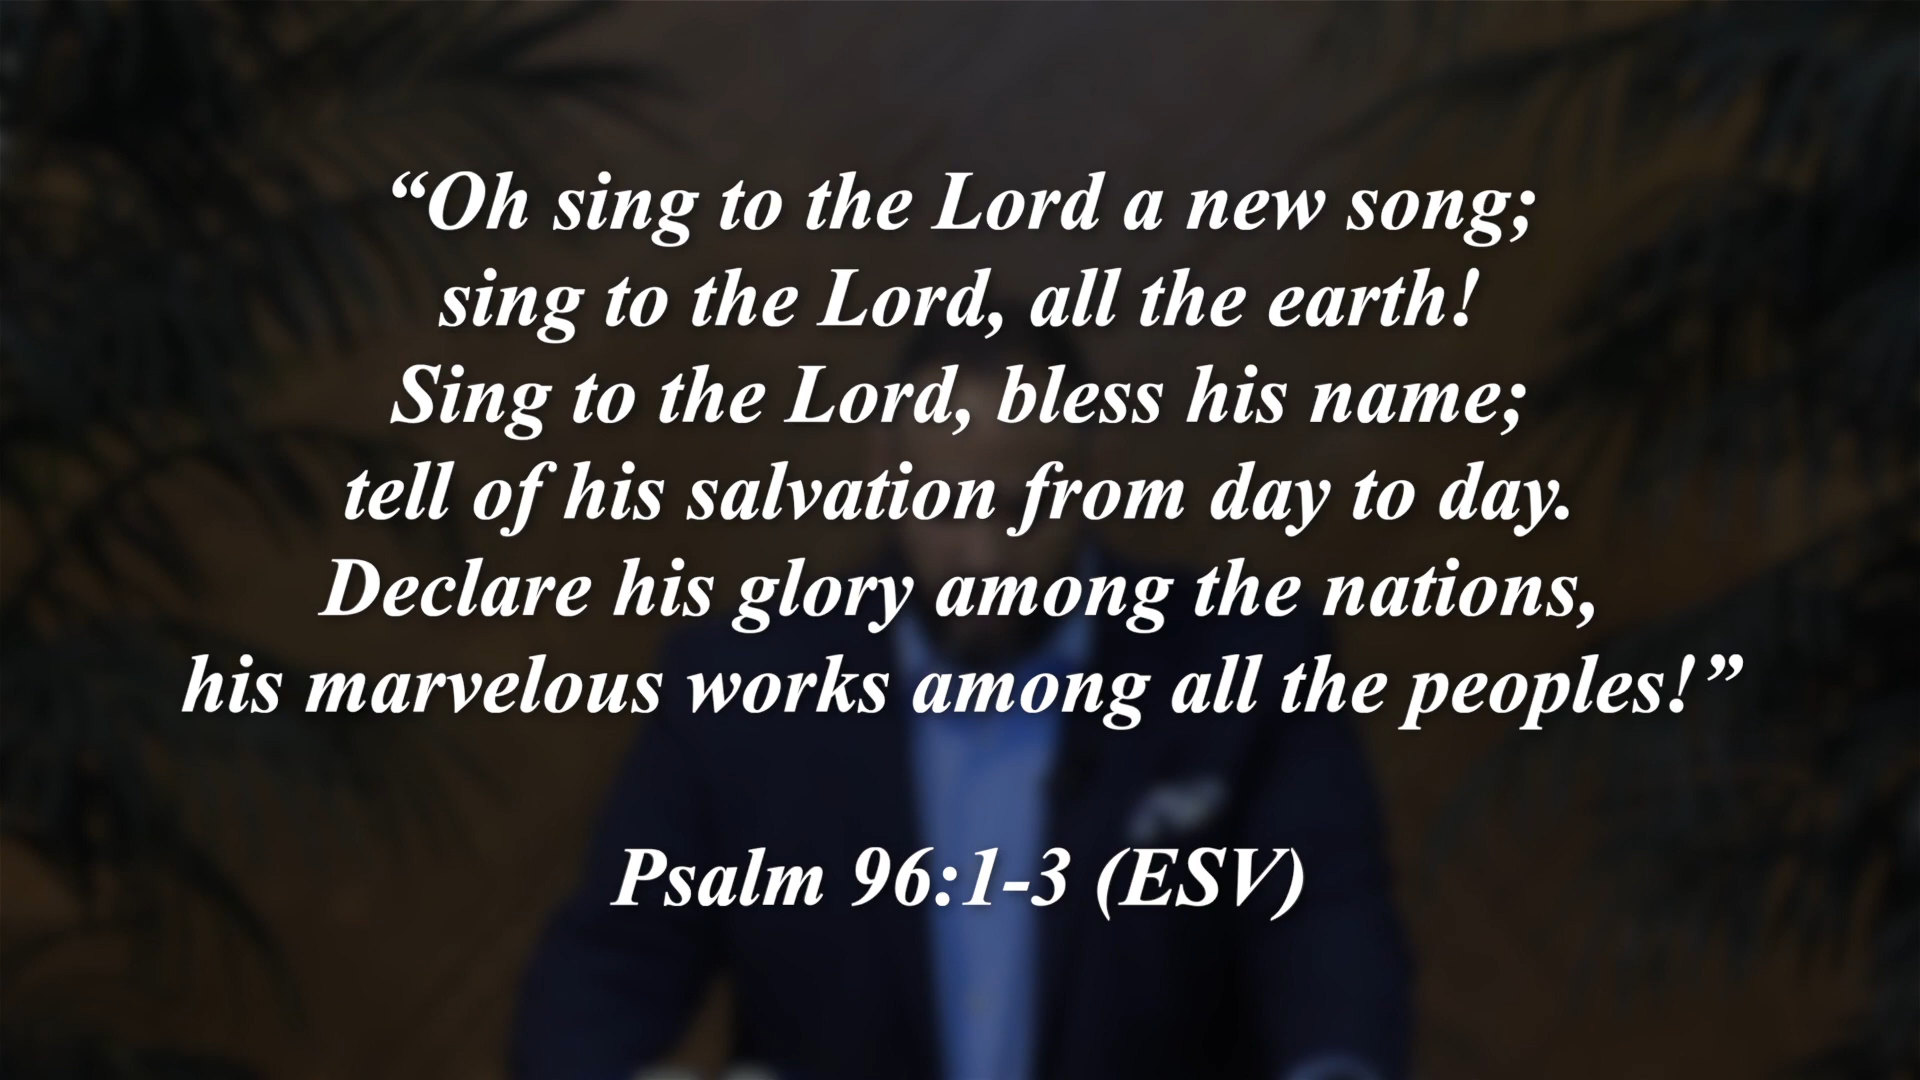 “Oh sing to the Lord a new song;
sing to the Lord, all the earth!
Sing to the Lord, bless his name;
tell of his salvation from day to day.
Declare his glory among the nations,
his marvelous works among all the peoples!”
Psalm 96:1-3 (ESV)